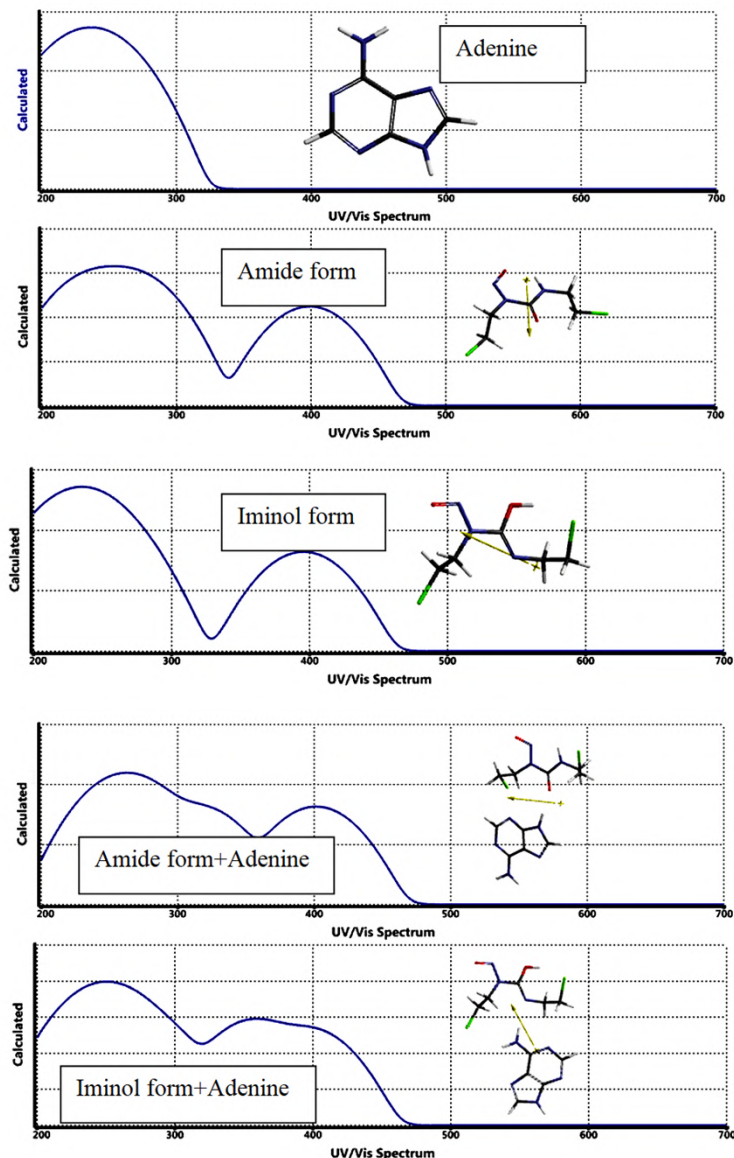 Calculated
Adenine
200 300 400 500 600 700
UV/Vis Spectrum
Calculated
Amide form
200 300 400 500 600 700
UV/Vis Spectrum
Calculated
Iminol form
200 300 400 500 600 700
UV/Vis Spectrum
Calculated
Amide form+Adenine
200 300 400 500 600 700
UV/Vis Spectrum
Calculated
Iminol form+Adenine
200 300 400 500 600 700
UV/Vis Spectrum